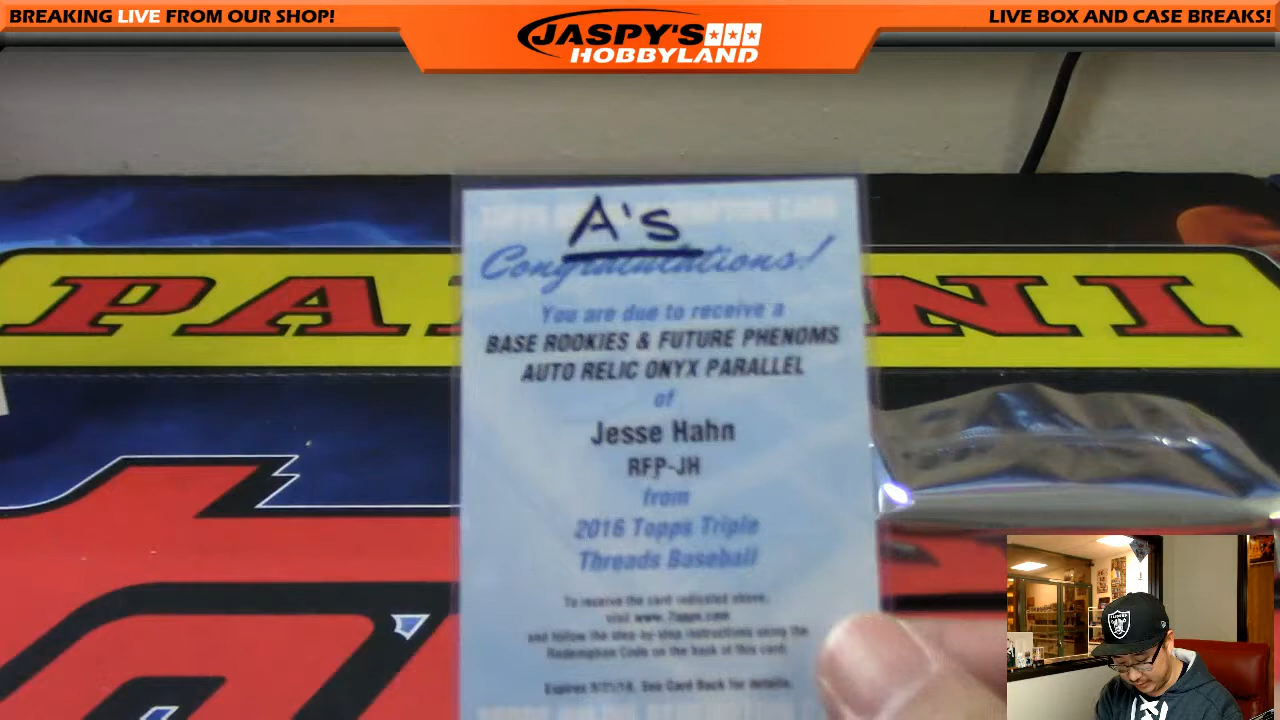 BREAKING LIVE FROM OUR SHOP!
JASPY'S
HOBBYLAND
LIVE BOX AND CASE BREAKS!
A's
Congratulations!
You are due to receive a
BASE ROOKIES & FUTURE PHENOMS
AUTO RELIC ONYX PARALLEL
of
Jesse Hahn
RFP-JH
from
2016 Topps Triple
Threads Baseball
To receive the card indicated above,
visit www.Topps.com
and follow the step-by-step instructions using the
Redemption Code on the back of this card.
Expires See Card Back for details.
PA
NI